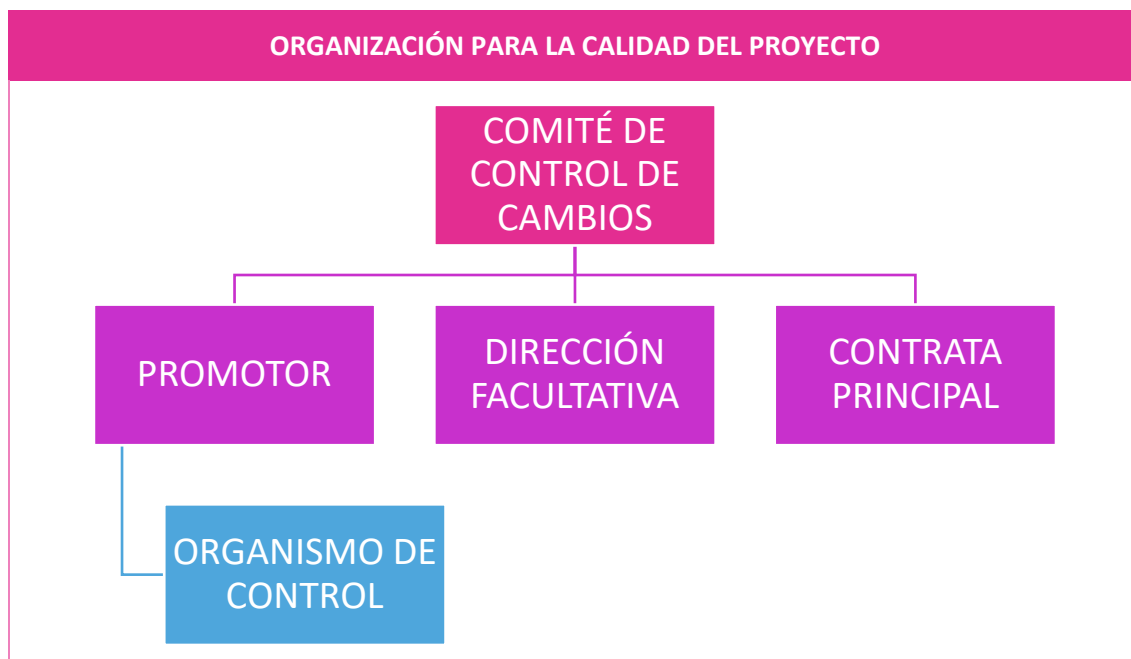 ORGANIZACIÓN PARA LA CALIDAD DEL PROYECTO
COMITÉ DE
CONTROL DE
CAMBIOS
PROMOTOR
DIRECCIÓN
FACULTATIVA
CONTRATA
PRINCIPAL
ORGANISMO DE
CONTROL